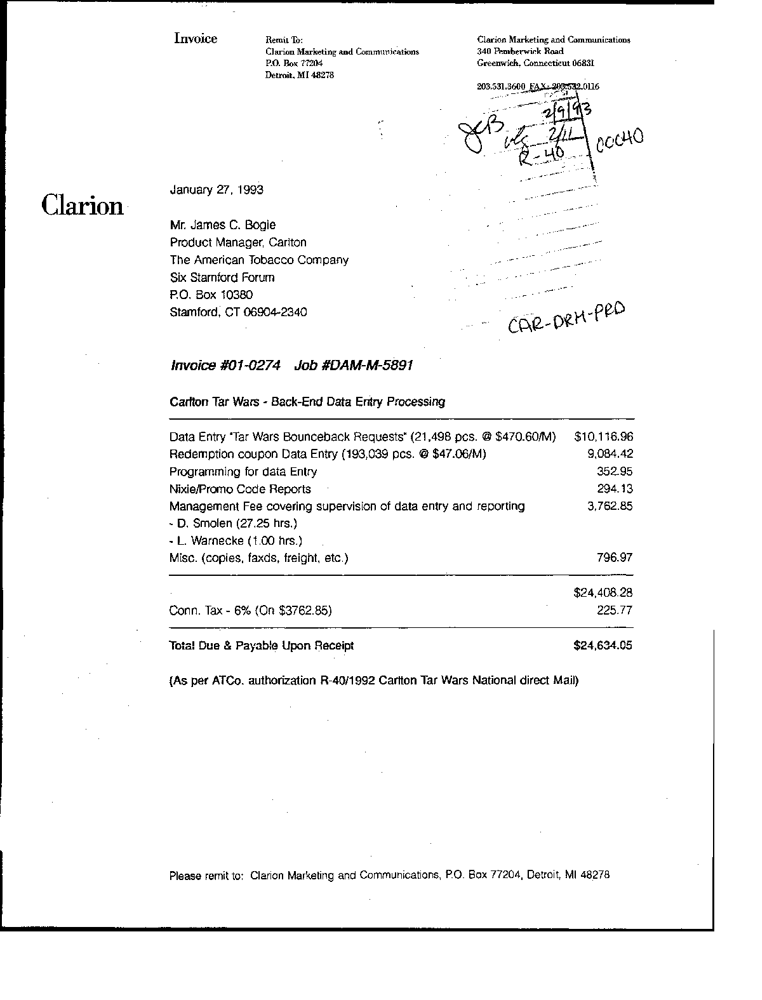 Invoice
Remit To:
Clarion Marketing and Communications
P.O. Box 77204
Detroit, MI 48278
Clarion Marketing and Communications
340 Pemberwick Road
Greenwich, Connecticut 06831
203.531.3600 FAX: 203.532.0116
JCB
2/9/93
2/11
R-40
00040
Clarion
January 27, 1993
Mr. James C. Bogie
Product Manager, Carlton
The American Tobacco Company
Six Stamford Forum
P.O. Box 10380
Stamford, CT 06904-2340
CAR-DRM-PRD
Invoice #01-0274 Job #DAM-M-5891
Carlton Tar Wars - Back-End Data Entry Processing
Data Entry "Tar Wars Bounceback Requests" (21,498 pcs. @ $470.60/M) $10,116.96
Redemption coupon Data Entry (193,039 pcs. @ $47.06/M) 9,084.42
Programming for data Entry 352.95
Nixie/Promo Code Reports 294.13
Management Fee covering supervision of data entry and reporting 3,762.85
- D. Smolen (27.25 hrs.)
- L. Warnecke (1.00 hrs.)
Misc. (copies, faxds, freight, etc.) 796.97
$24,408.28
Conn. Tax - 6% (On $3762.85) 225.77
Total Due & Payable Upon Receipt $24,634.05
(As per ATCo. authorization R-40/1992 Carlton Tar Wars National direct Mail)
Please remit to: Clarion Marketing and Communications, P.O. Box 77204, Detroit, MI 48278